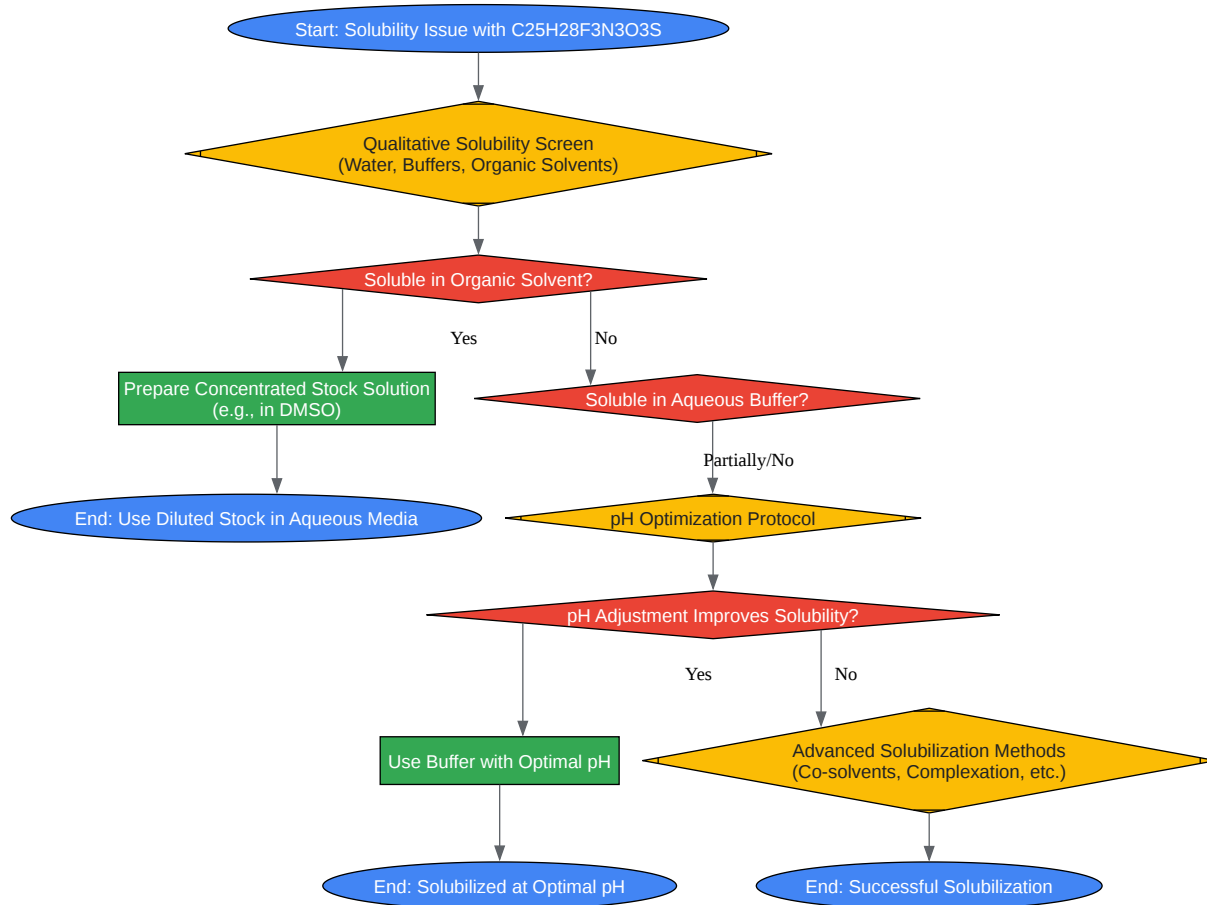 Start: Solubility Issue with C25H28F3N3O3S
Qualitative Solubility Screen
(Water, Buffers, Organic Solvents)
Soluble in Organic Solvent?
Yes
No
Prepare Concentrated Stock Solution
(e.g., in DMSO)
Soluble in Aqueous Buffer?
Partially/No
End: Use Diluted Stock in Aqueous Media
pH Optimization Protocol
pH Adjustment Improves Solubility?
Yes
No
Use Buffer with Optimal pH
Advanced Solubilization Methods
(Co-solvents, Complexation, etc.)
End: Solubilized at Optimal pH
End: Successful Solubilization